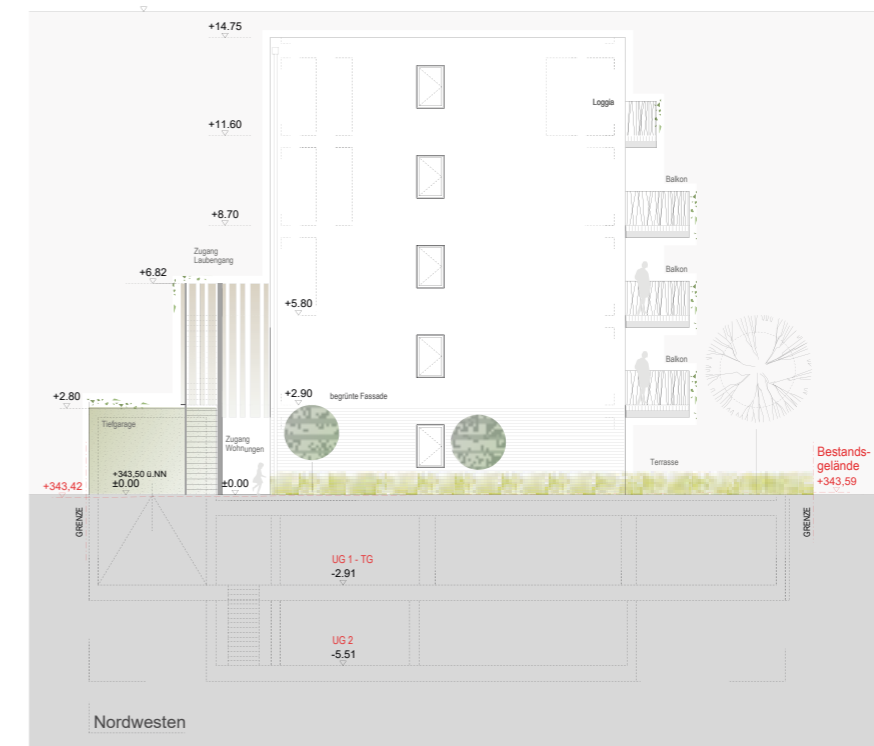 +14.75
Loggia
+11.60
Balkon
+8.70
Zugang
Laubengang
+6.82
Balkon
+5.80
Balkon
+2.90
begrünte Fassade
+2.80
Tiefgarage
Zugang
Wohnungen
Terrasse
Bestands-
gelände
+343,59
+343,50 ü.NN
±0.00
±0.00
+343,42
GRENZE
GRENZE
UG 1 - TG
-2.91
UG 2
-5.51
Nordwesten